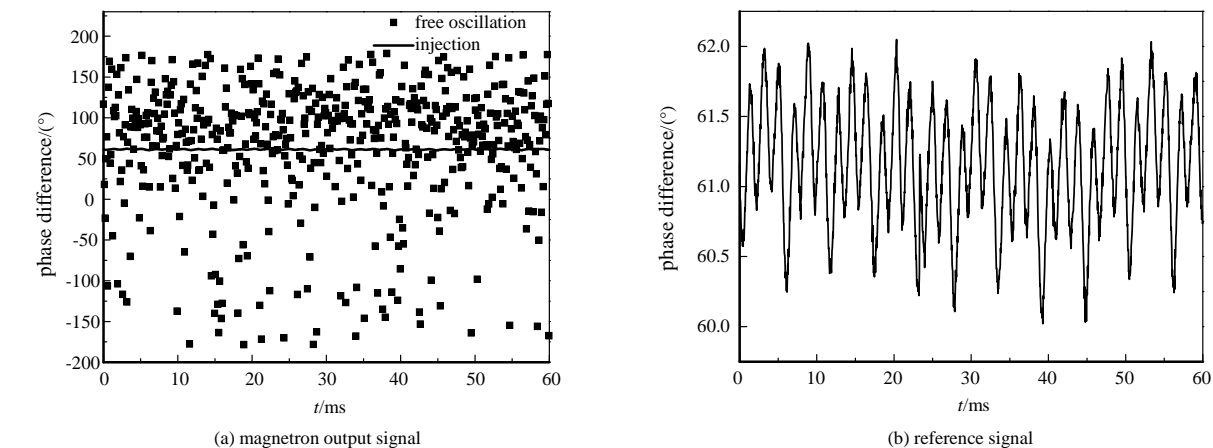 free oscillation
injection
200
150
100
50
0
-50
-100
-150
-200
phase difference/(°)
0 10 20 30 40 50 60
t/ms
(a) magnetron output signal
62.0
61.5
61.0
60.5
60.0
phase difference/(°)
0 10 20 30 40 50 60
t/ms
(b) reference signal